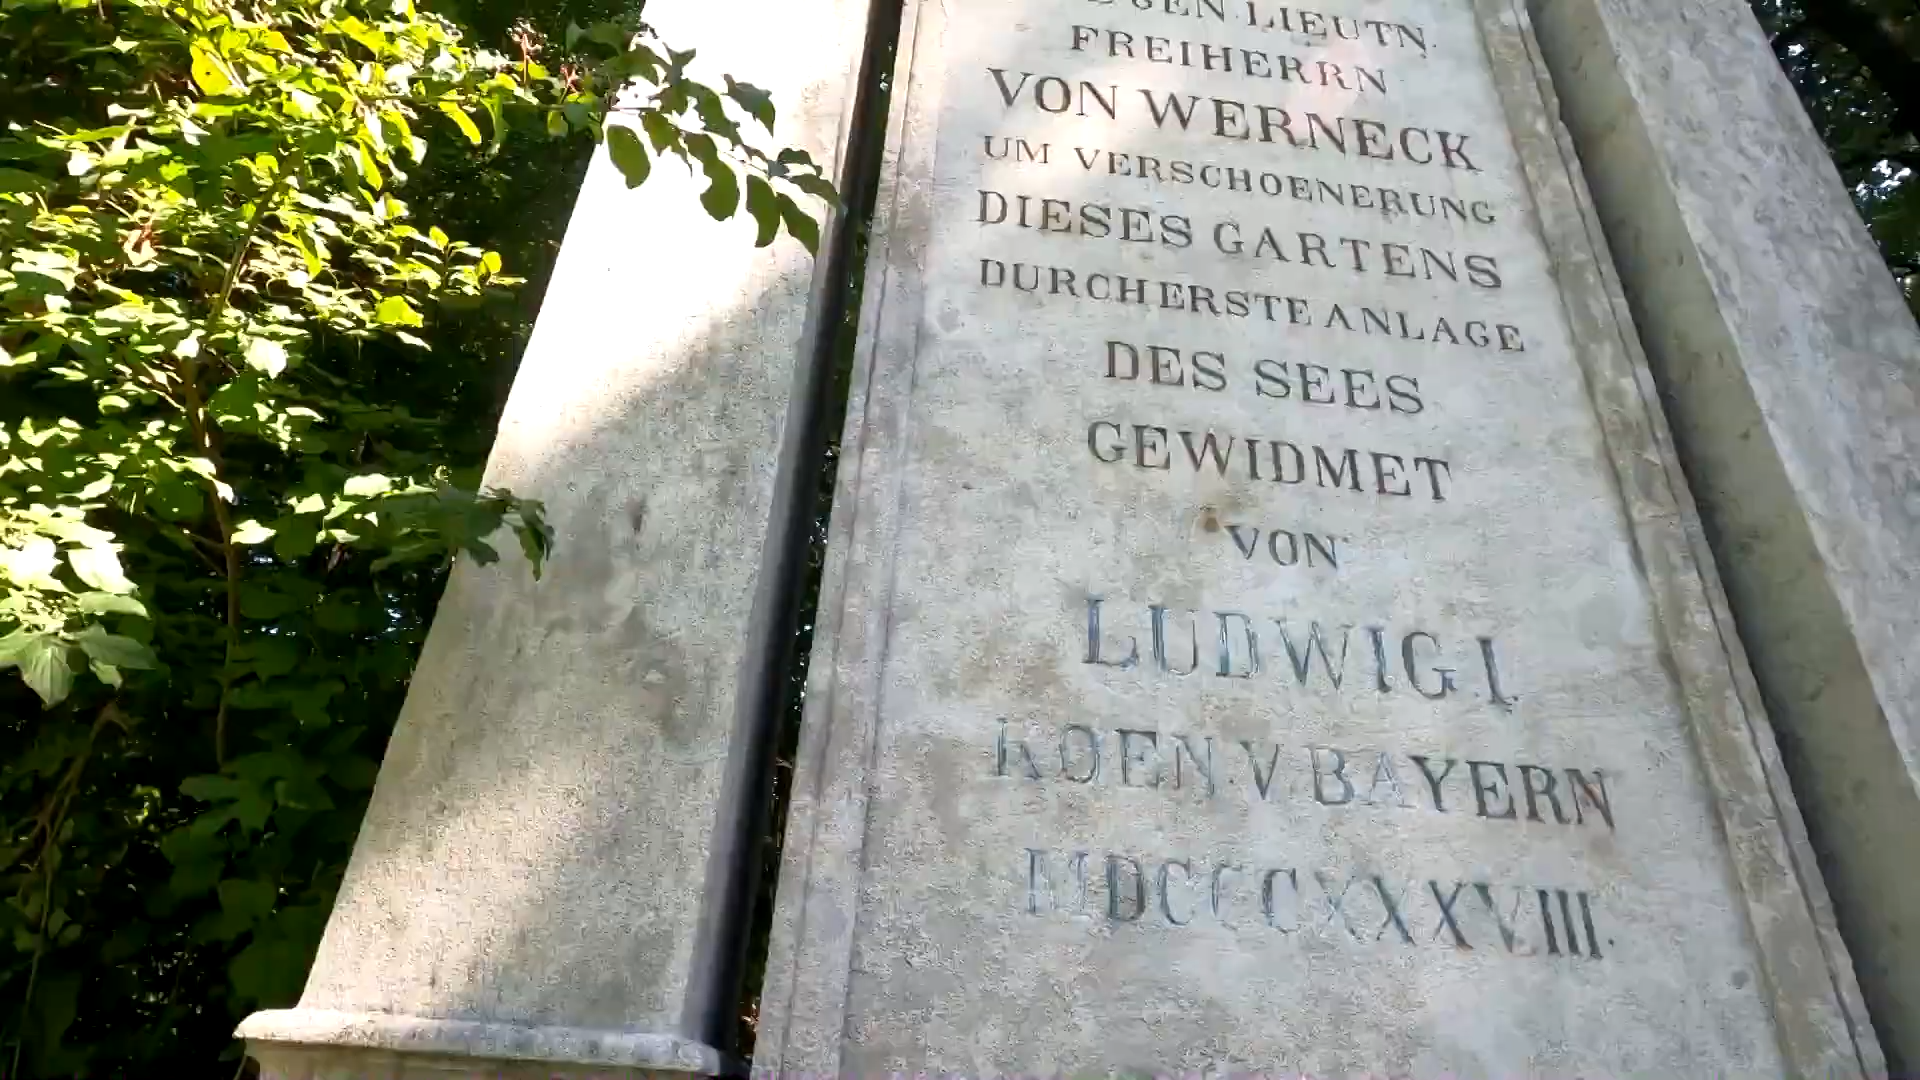 GEN. LIEUTN.
FREIHERRN
VON WERNECK
UM VERSCHOENERUNG
DIESES GARTENS
DURCH ERSTE ANLAGE
DES SEES
GEWIDMET
VON
LUDWIG I.
KOEN. V. BAYERN
MDCCCXXXVIII.